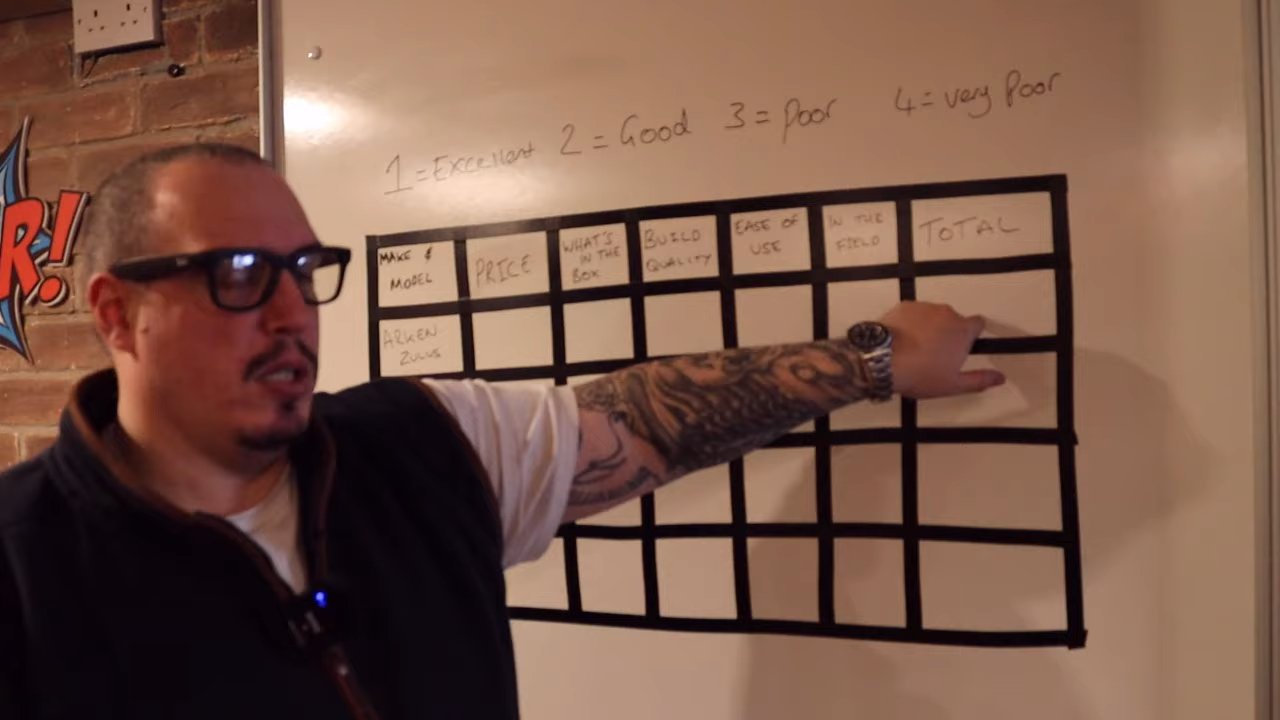 1=Excellent 2=Good 3=Poor 4=very Poor
MAKE &
MODEL
PRICE
WHAT'S
IN THE
BOX
BUILD
QUALITY
EASE OF
USE
IN THE
FIELD
TOTAL
ARKEN
ZULUS
R!